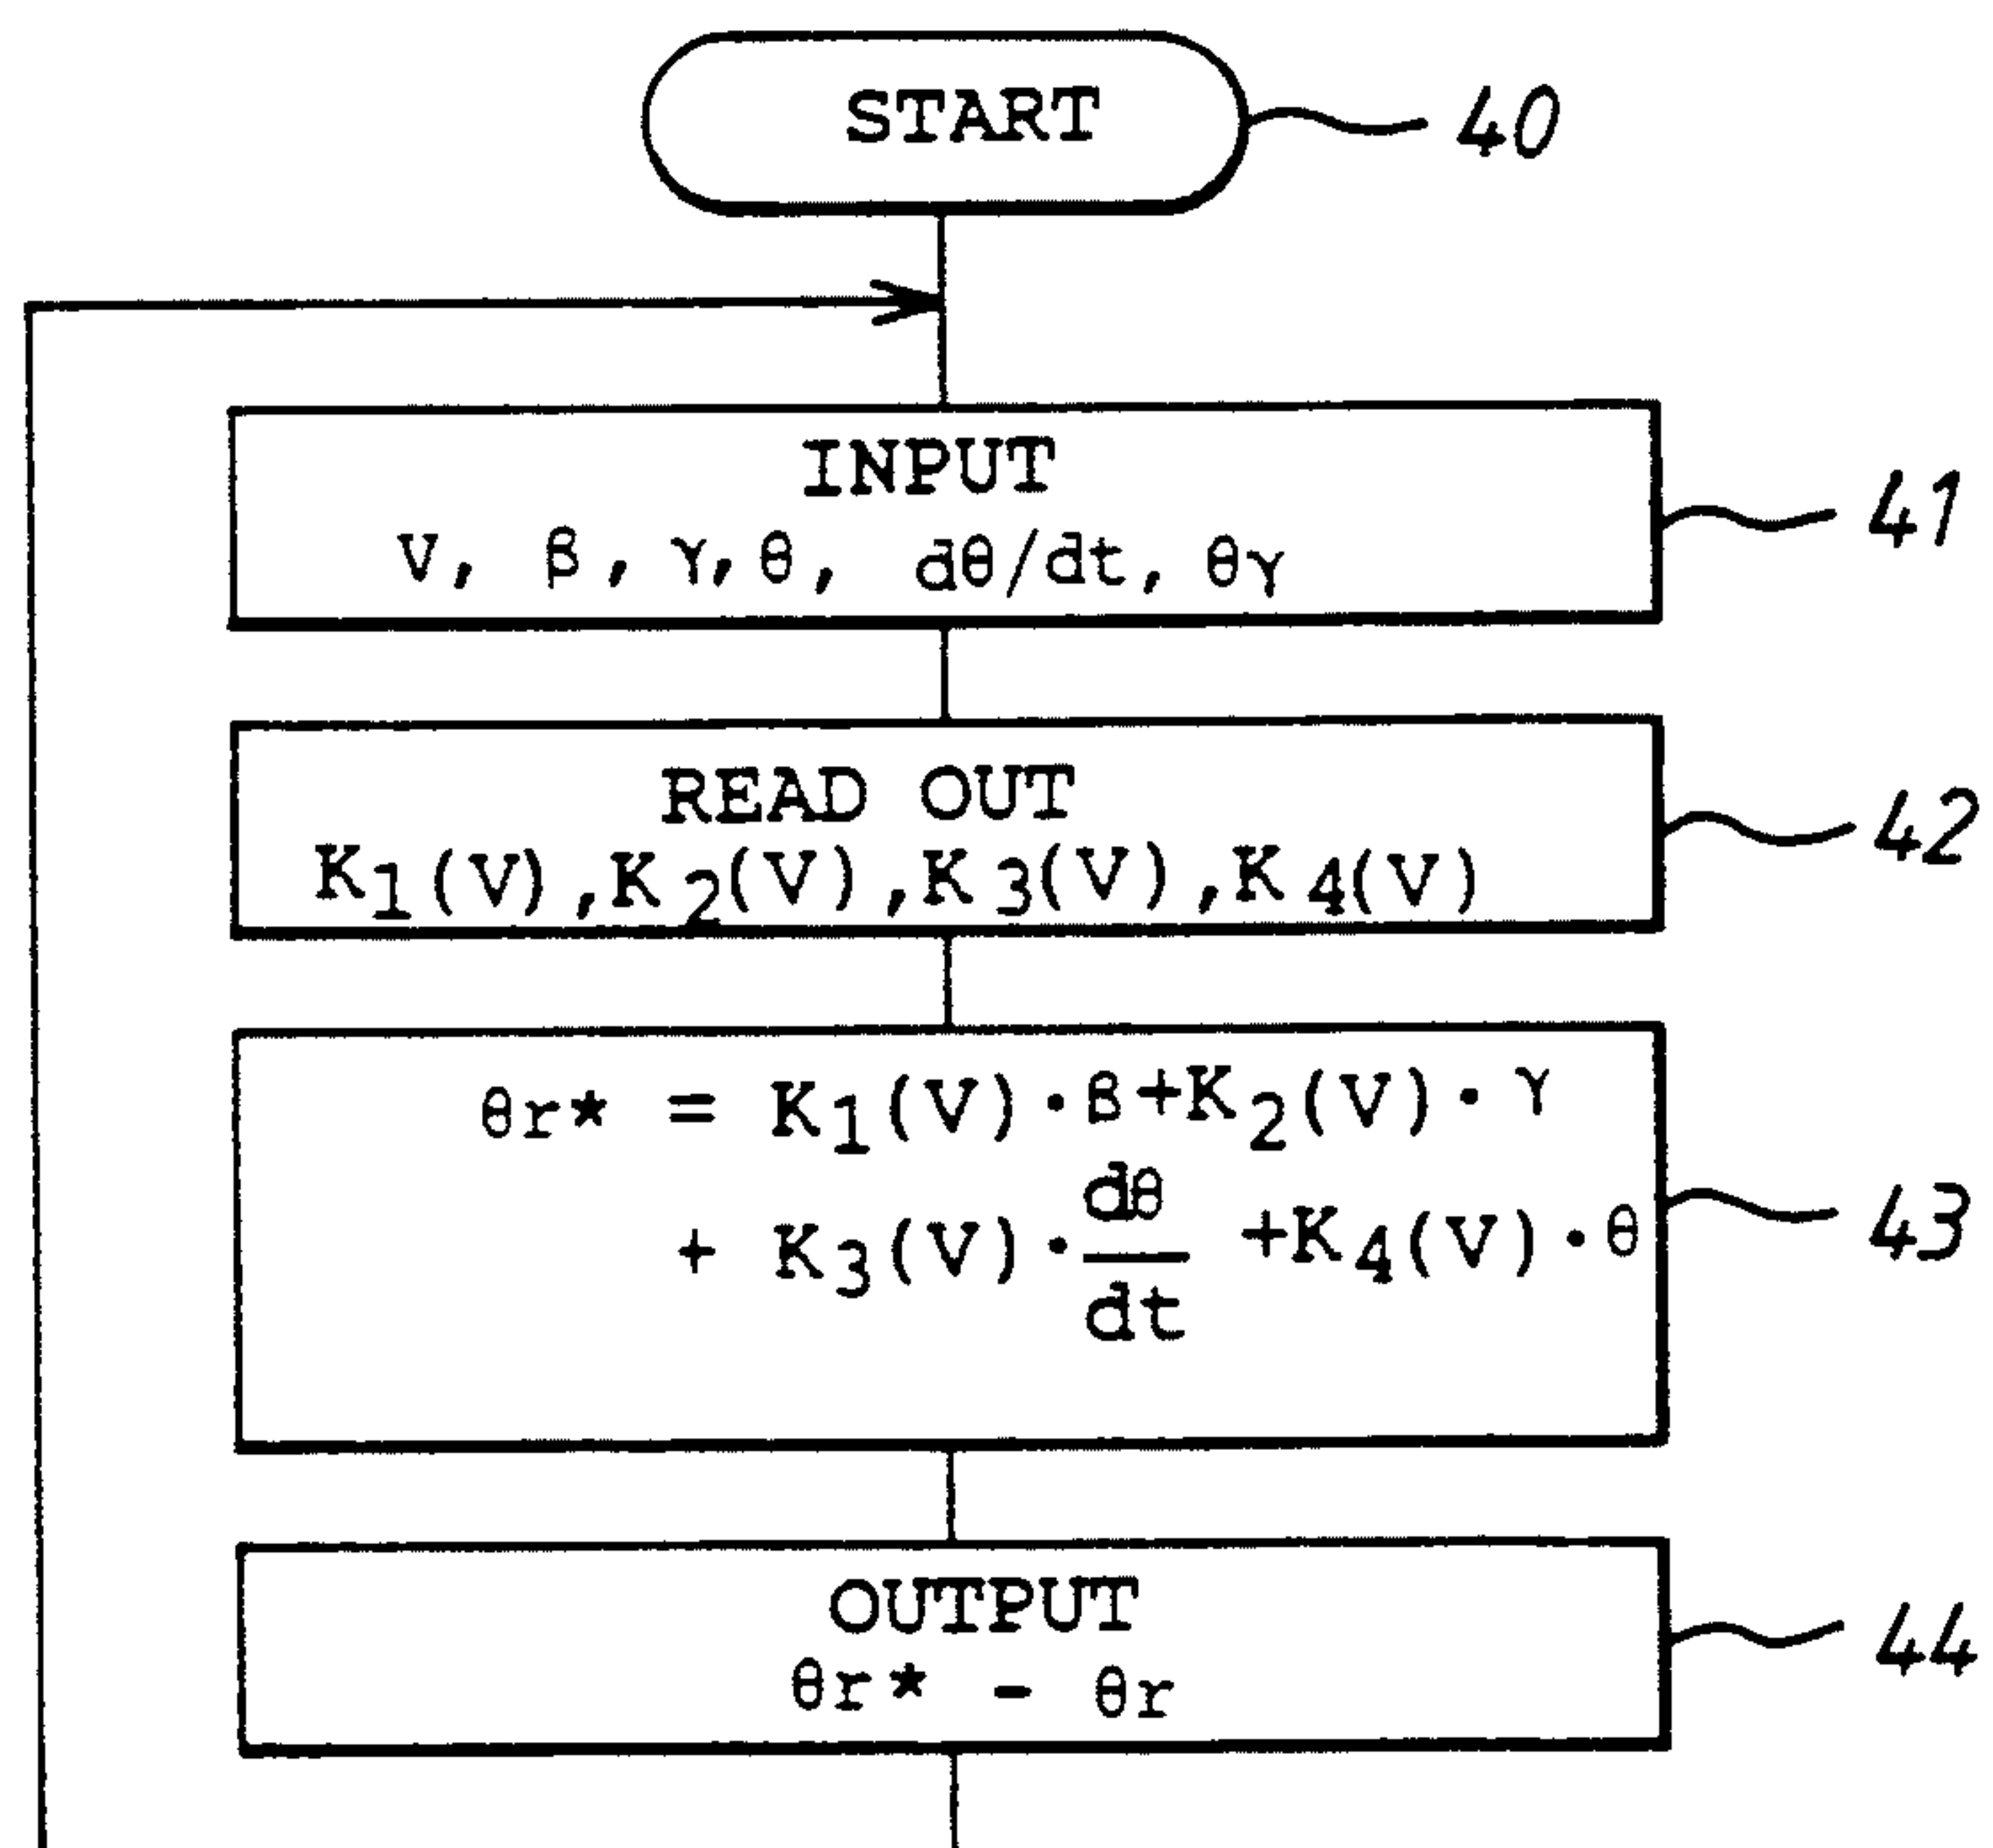 START
40
INPUT
V, β, γ, θ, dθ/dt, θγ
41
READ OUT
K₁(V), K₂(V), K₃(V), K₄(V)
42
θr* = K₁(V)·β+K₂(V)·γ
+ K₃(V)·dθ/dt +K₄(V)·θ
43
OUTPUT
θr* - θr
44